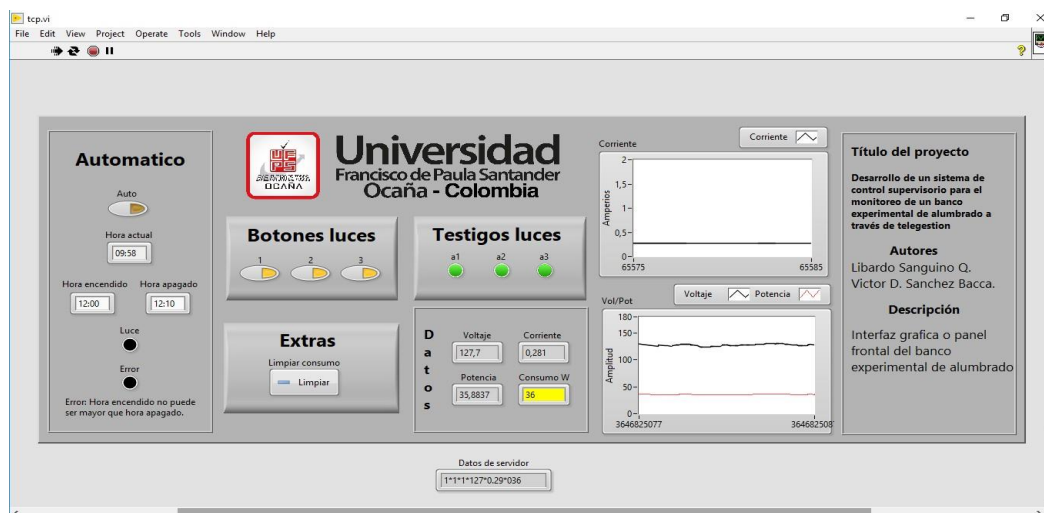 tcp.vi
File Edit View Project Operate Tools Window Help
Automatico
Auto
Hora actual
09:58
Hora encendido Hora apagado
12:00 12:10
Luce
Error
Error: Hora encendido no puede
ser mayor que hora apagado.
Universidad
Francisco de Paula Santander
Ocaña - Colombia
OCAÑA
Botones luces
1 2 3
Testigos luces
a1 a2 a3
Extras
Limpiar consumo
Limpiar
Datos
Voltaje Corriente
127,7 0,281
Potencia Consumo W
35,8837 36
Corriente
Corriente
Amperios
2
1,5
1
0,5
0
65575 65585
Vol/Pot
Voltaje Potencia
Amplitud
180
150
100
50
0
3646825077 364682508
Título del proyecto
Desarrollo de un sistema de
control supervisorio para el
monitoreo de un banco
experimental de alumbrado a
través de telegestion
Autores
Libardo Sanguino Q.
Victor D. Sanchez Bacca.
Descripción
Interfaz grafica o panel
frontal del banco
experimental de alumbrado
Datos de servidor
1*1*1*127*0.29*036